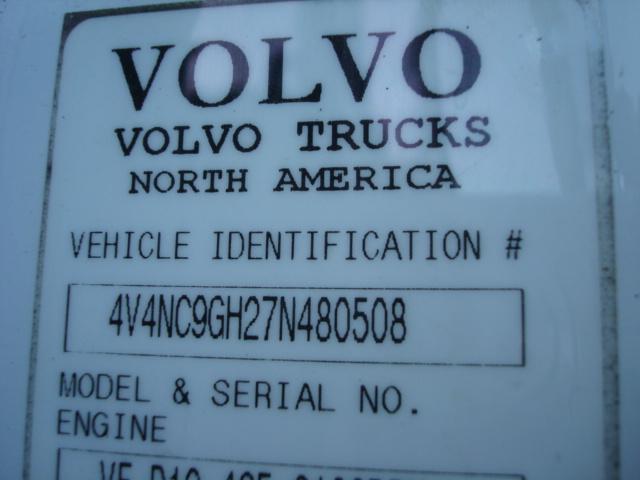 VOLVO
VOLVO TRUCKS
NORTH AMERICA
VEHICLE IDENTIFICATION #
4V4NC9GH27N480508
MODEL & SERIAL NO.
ENGINE